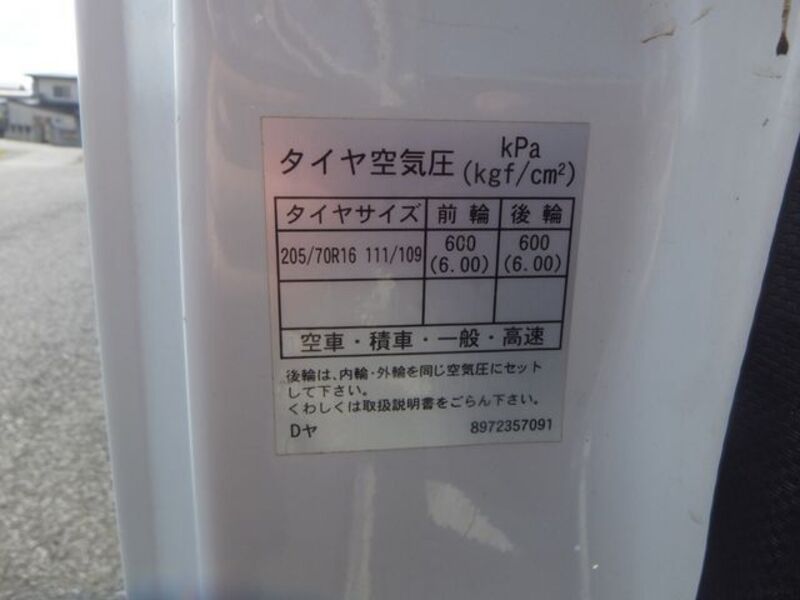 タイヤ空気圧 kPa (kgf/cm²)
タイヤサイズ 前輪 後輪
205/70R16 111/109 600 (6.00) 600 (6.00)
空車・積車・一般・高速
後輪は、内輪・外輪を同じ空気圧にセット
して下さい。
くわしくは取扱説明書をごらん下さい。
Dヤ 8972357091